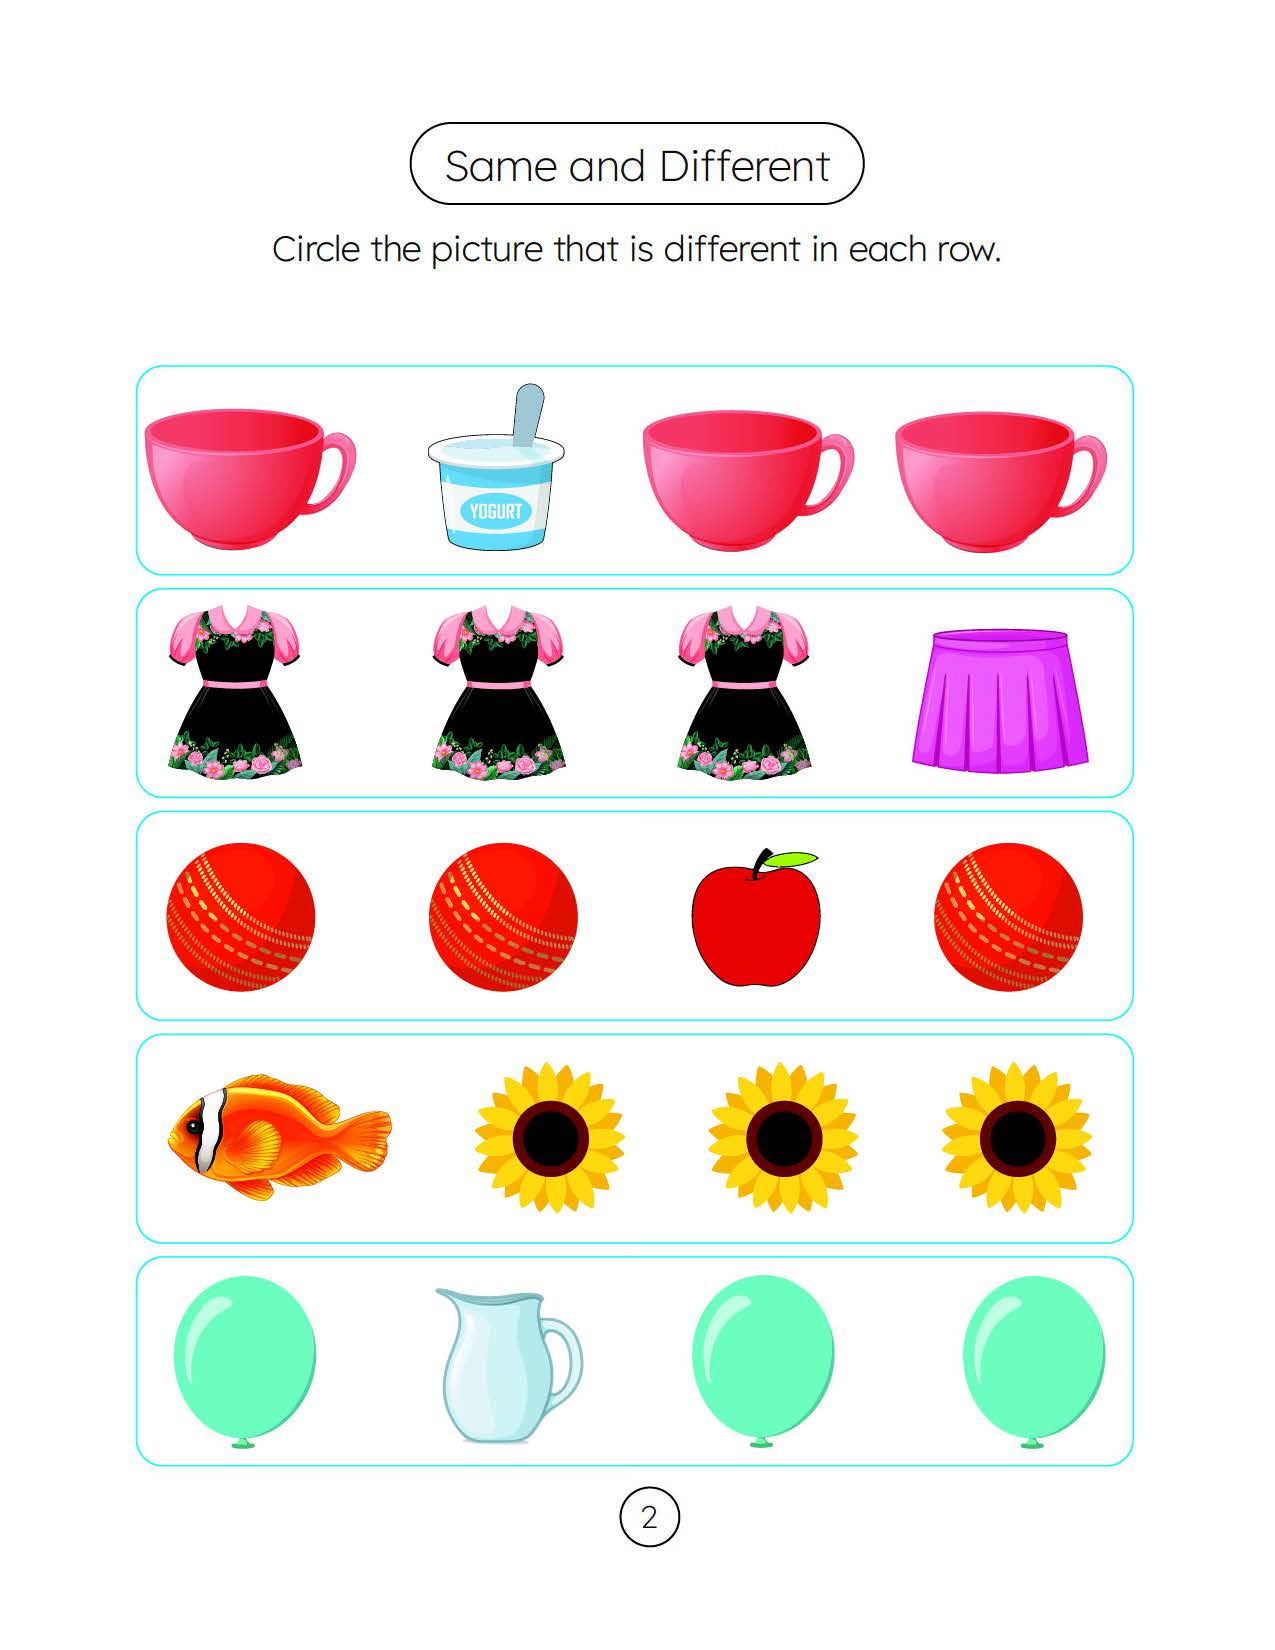 Same and Different
Circle the picture that is different in each row.
YOGURT
2